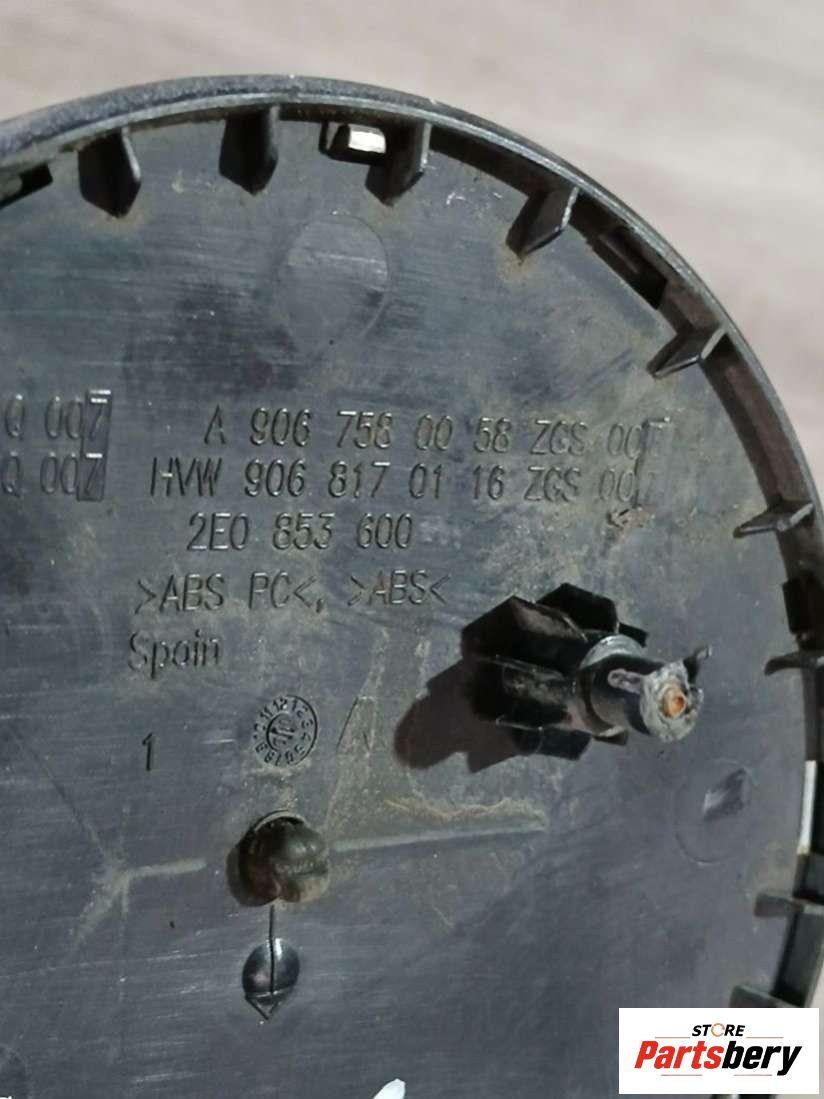 Q 007 A 906 758 00 58 ZGS 007
Q 007 HVW 906 817 01 16 ZGS 007
2E0 853 600
>ABS PC<, >ABS<
Spain
1
STORE
Partsbery